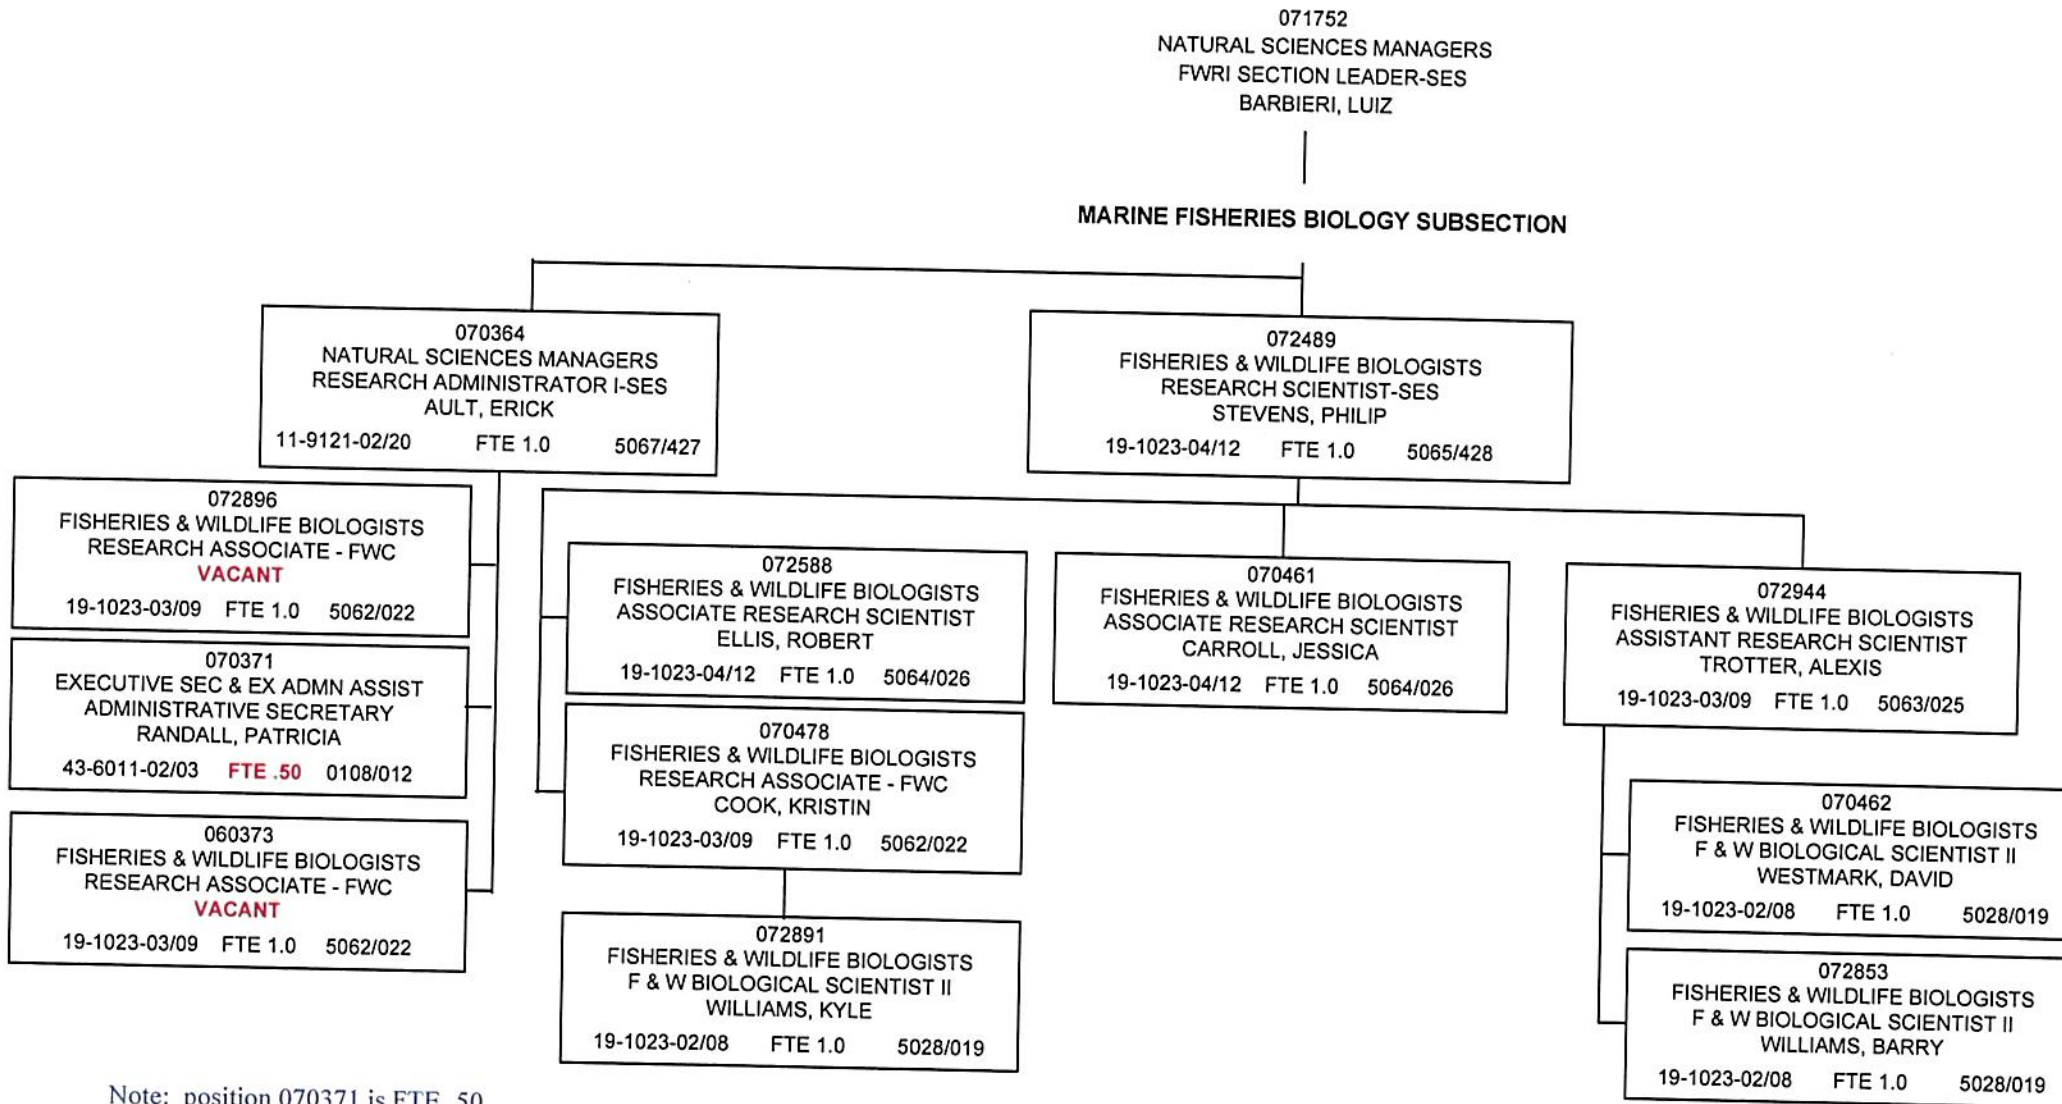 071752
NATURAL SCIENCES MANAGERS
FWRI SECTION LEADER-SES
BARBIERI, LUIZ
MARINE FISHERIES BIOLOGY SUBSECTION
070364
NATURAL SCIENCES MANAGERS
RESEARCH ADMINISTRATOR I-SES
AULT, ERICK
11-9121-02/20 FTE 1.0 5067/427
072489
FISHERIES & WILDLIFE BIOLOGISTS
RESEARCH SCIENTIST-SES
STEVENS, PHILIP
19-1023-04/12 FTE 1.0 5065/428
072896
FISHERIES & WILDLIFE BIOLOGISTS
RESEARCH ASSOCIATE - FWC
VACANT
19-1023-03/09 FTE 1.0 5062/022
070371
EXECUTIVE SEC & EX ADMN ASSIST
ADMINISTRATIVE SECRETARY
RANDALL, PATRICIA
43-6011-02/03 FTE .50 0108/012
060373
FISHERIES & WILDLIFE BIOLOGISTS
RESEARCH ASSOCIATE - FWC
VACANT
19-1023-03/09 FTE 1.0 5062/022
072588
FISHERIES & WILDLIFE BIOLOGISTS
ASSOCIATE RESEARCH SCIENTIST
ELLIS, ROBERT
19-1023-04/12 FTE 1.0 5064/026
070478
FISHERIES & WILDLIFE BIOLOGISTS
RESEARCH ASSOCIATE - FWC
COOK, KRISTIN
19-1023-03/09 FTE 1.0 5062/022
072891
FISHERIES & WILDLIFE BIOLOGISTS
F & W BIOLOGICAL SCIENTIST II
WILLIAMS, KYLE
19-1023-02/08 FTE 1.0 5028/019
070461
FISHERIES & WILDLIFE BIOLOGISTS
ASSOCIATE RESEARCH SCIENTIST
CARROLL, JESSICA
19-1023-04/12 FTE 1.0 5064/026
072944
FISHERIES & WILDLIFE BIOLOGISTS
ASSISTANT RESEARCH SCIENTIST
TROTTER, ALEXIS
19-1023-03/09 FTE 1.0 5063/025
070462
FISHERIES & WILDLIFE BIOLOGISTS
F & W BIOLOGICAL SCIENTIST II
WESTMARK, DAVID
19-1023-02/08 FTE 1.0 5028/019
072853
FISHERIES & WILDLIFE BIOLOGISTS
F & W BIOLOGICAL SCIENTIST II
WILLIAMS, BARRY
19-1023-02/08 FTE 1.0 5028/019
Note: position 070371 is FTE .50